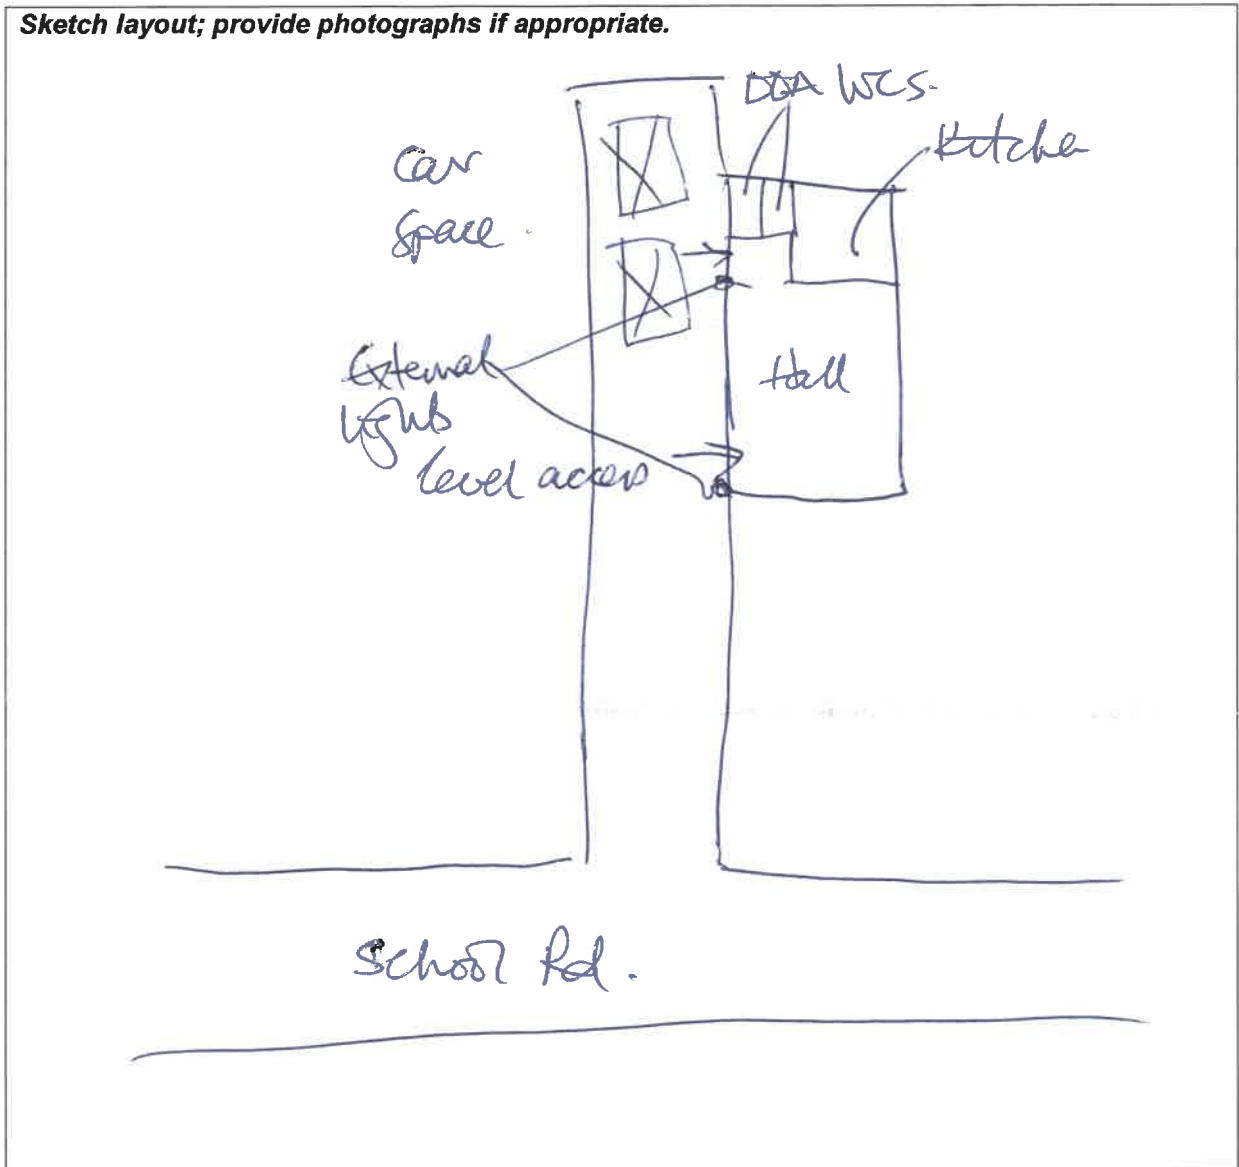 Sketch layout; provide photographs if appropriate.
DDA WCS.
Kitchen
Car
Space.
External
lights
Hall
level access
School Rd.